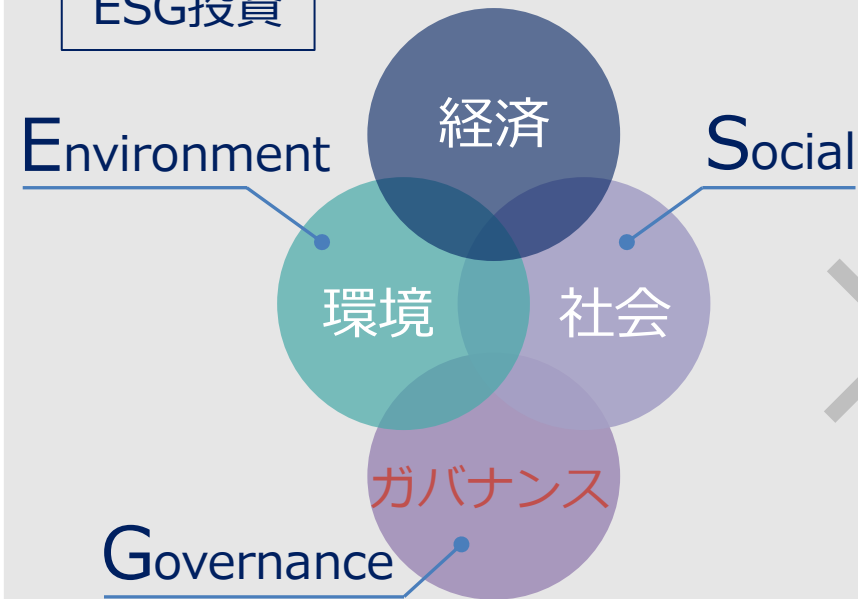 ESG投資
経済
Environment
Social
環境
社会
ガバナンス
Governance